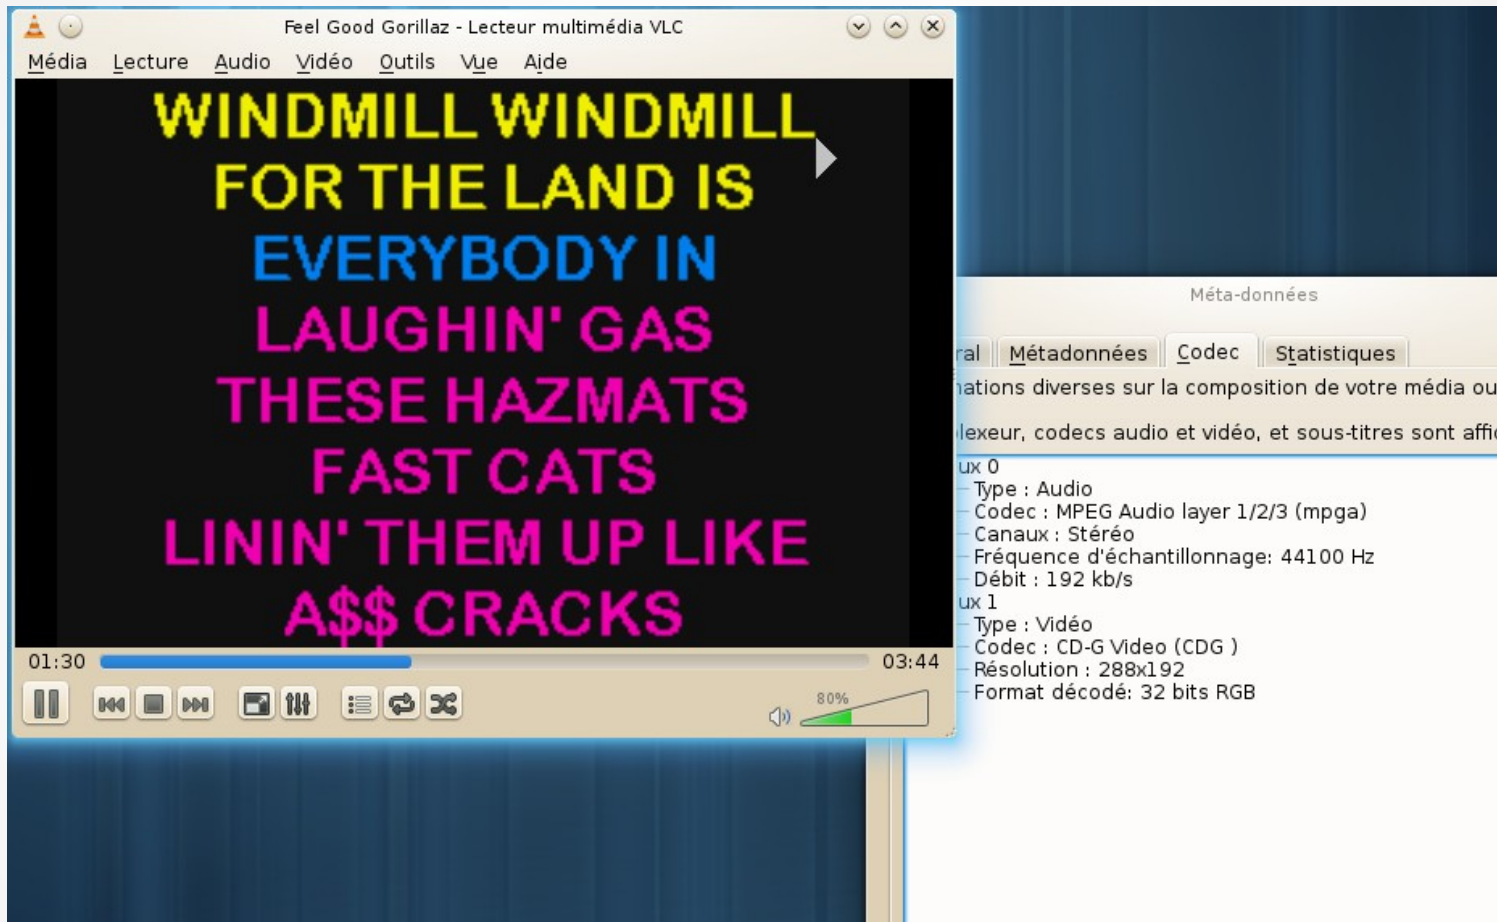 Feel Good Gorillaz - Lecteur multimédia VLC
Média Lecture Audio Vidéo Outils Vue Aide
WINDMILL WINDMILL
FOR THE LAND IS
EVERYBODY IN
LAUGHIN' GAS
THESE HAZMATS
FAST CATS
LININ' THEM UP LIKE
A$$ CRACKS
01:30 03:44
80%
Méta-données
ral Métadonnées Codec Statistiques
nations diverses sur la composition de votre média ou
lexeur, codecs audio et vidéo, et sous-titres sont affi
ux 0
Type : Audio
Codec : MPEG Audio layer 1/2/3 (mpga)
Canaux : Stéréo
Fréquence d'échantillonnage: 44100 Hz
Débit : 192 kb/s
ux 1
Type : Vidéo
Codec : CD-G Video (CDG )
Résolution : 288x192
Format décodé: 32 bits RGB